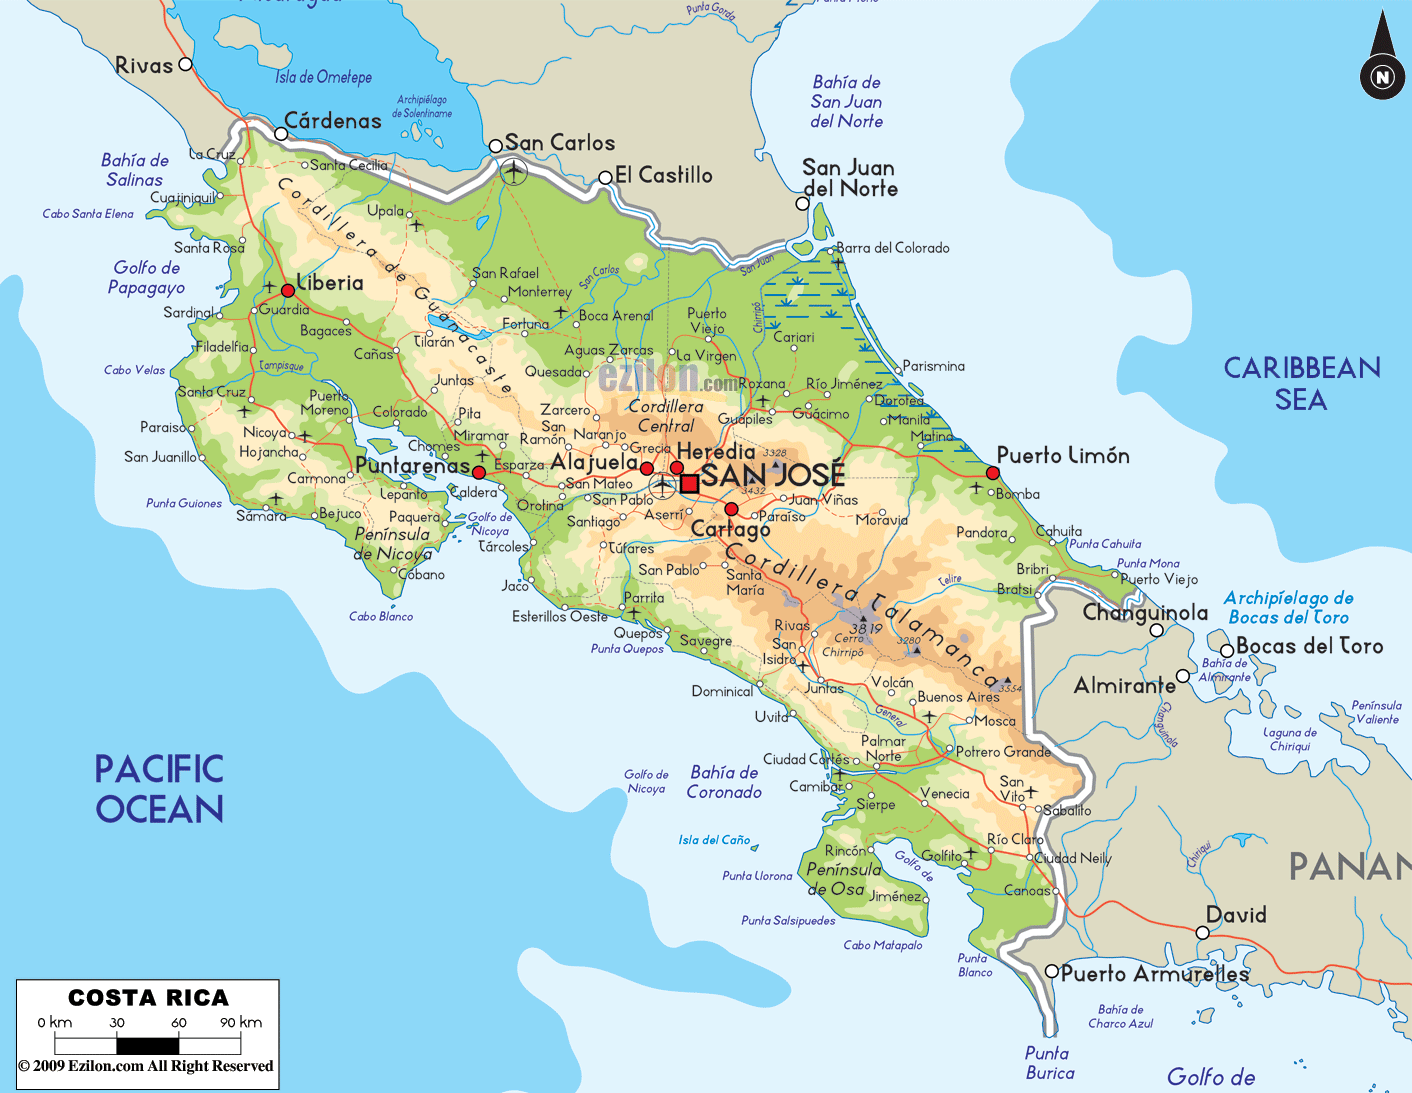 Nicaragua
Punta Gorda
Rivas
Isla de Ometepe
Archipiélago
de Solentiname
Bahía de
San Juan
del Norte
Cárdenas
San Carlos
El Castillo
San Juan
del Norte
La Cruz
Santa Cecilia
Bahía de
Salinas
Cuajiniquil
Cabo Santa Elena
Upala
Cordillera de Guanacaste
Santa Rosa
Barra del Colorado
San Juan
Golfo de
Papagayo
Liberia
San Rafael
San Carlos
Monterrey
Chirripó
Sardinal
Guardia
Bagaces
Fortuna
Boca Arenal
Puerto
Viejo
Cariari
Filadelfia
Cañas
Tilarán
Aguas Zarcas
La Virgen
Parismina
Cabo Velas
Tampisque
Quesada
ezilon.com
Roxana
Río Jiménez
CARIBBEAN
SEA
Santa Cruz
Juntas
Puerto
Moreno
Colorado
Pita
Zarcero
Cordillera
Central
Guápiles
Guácimo
Dorotea
Manila
Paraiso
Nicoya
Miramar
San
Ramón
Naranjo
Grecia
Matina
Hojancha
Chomes
San Juanillo
Puntarenas
Esparza
Alajuela
Heredia
3328
SAN JOSÉ
Puerto Limón
Carmona
Caldera
San Mateo
3432
Lepanto
San Pablo
Juan Viñas
Bomba
Punta Guiones
Orotina
Sámara
Bejuco
Paquera
Golfo de
Nicoya
Santiago
Aserrí
Cartago
Paraíso
Moravia
Península
de Nicoya
Tárcoles
Túfares
Pandora
Cahuita
Punta Cahuita
Cóbano
San Pablo
Santa
María
Cordillera Talamanca
Telire
Bribri
Punta Mona
Puerto Viejo
Jaco
Bratsi
Cabo Blanco
Esterillos Oeste
Parrita
Changuinola
Archipíelago de
Bocas del Toro
Quepos
Savegre
Punta Quepos
Rivas
San
Isidro
3819
Cerro
Chirripó
3280
Bocas del Toro
Bahía de
Almirante
Almirante
Dominical
Juntas
Volcán
Buenos Aires
3554
Uvita
General
Mosca
Changuinola
Península
Valiente
Laguna de
Chiriqui
PACIFIC
OCEAN
Golfo de
Nicoya
Bahía de
Coronado
Ciudad Cortés
Palmar
Norte
Potrero Grande
Camibar
Sierpe
Venecia
San
Vito
Sabalito
Isla del Caño
Rincón
Golfo de
Golfito
Río Claro
Ciudad Neily
Chiriqui
PANAN
Punta Llorona
Península
de Osa
Jiménez
Canoas
Punta Salsipuedes
Cabo Matapalo
David
Punta
Blanco
Puerto Armurelles
Bahía de
Charco Azul
Punta
Burica
Golfo de
COSTA RICA
0 km 30 60 90 km
© 2009 Ezilon.com All Right Reserved
N